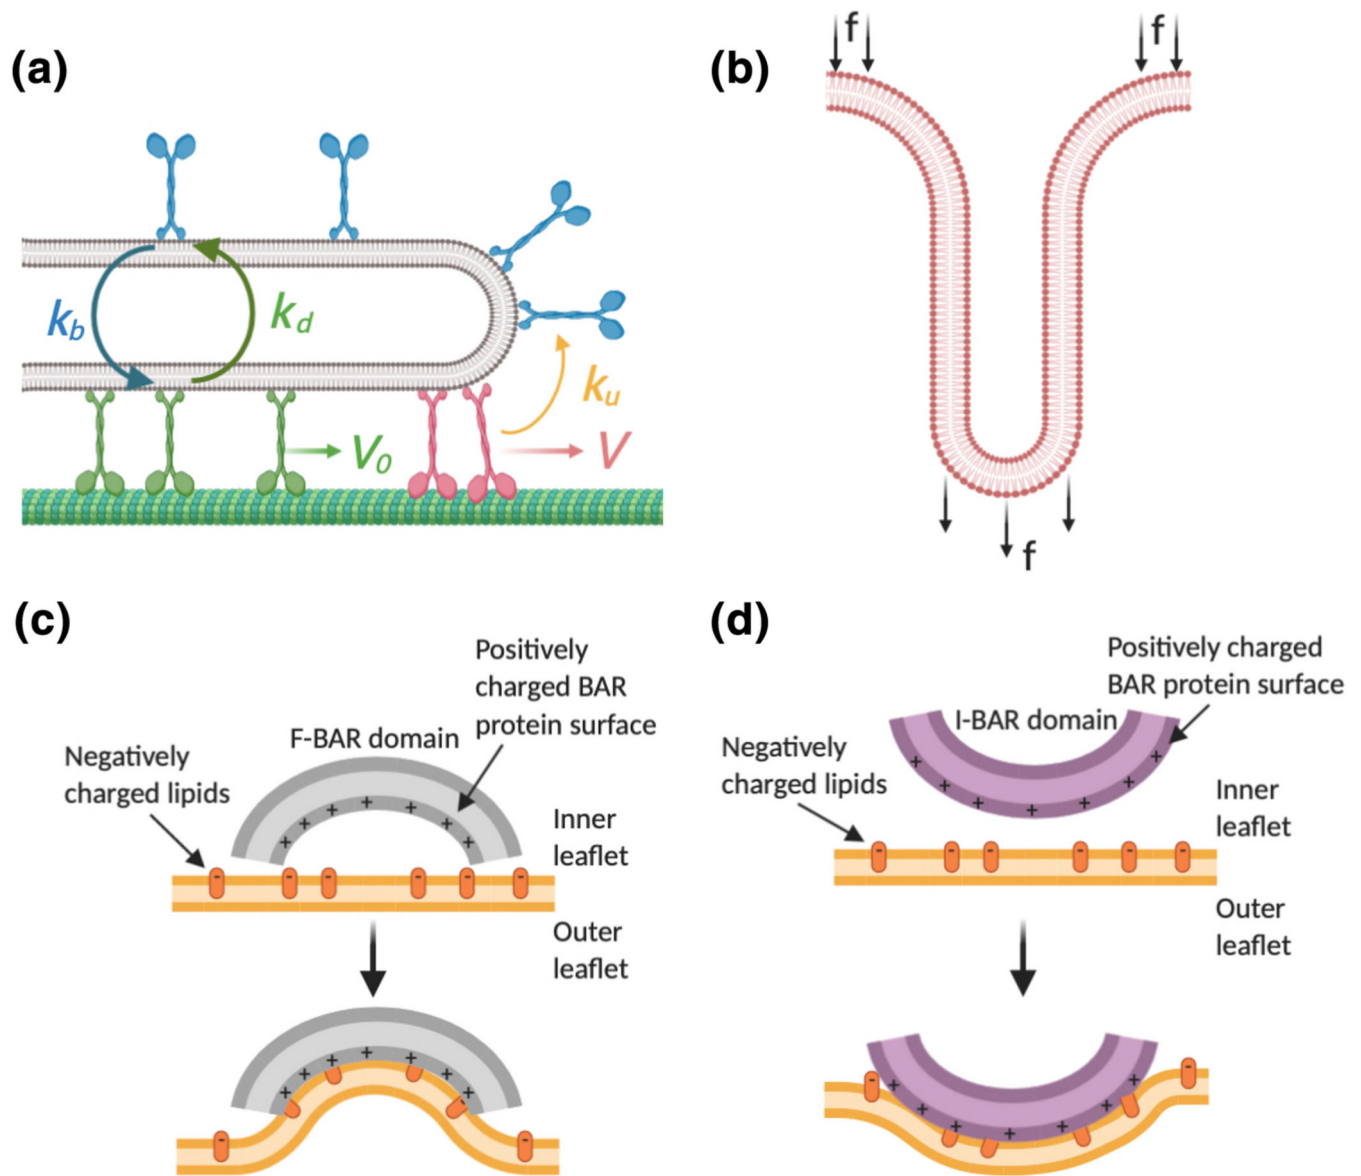 (a)
k_b
k_d
k_u
V_0
V
(b)
f
f
f
(c)
Positively
charged BAR
protein surface
F-BAR domain
Negatively
charged lipids
Inner
leaflet
+ + + + + + +
- - - - - -
Outer
leaflet
+ + + + + + +
- - -
(d)
Positively charged
BAR protein surface
I-BAR domain
Negatively
charged lipids
+ + + + + + +
Inner
leaflet
- - - - - -
Outer
leaflet
+ + + + + + +
- -